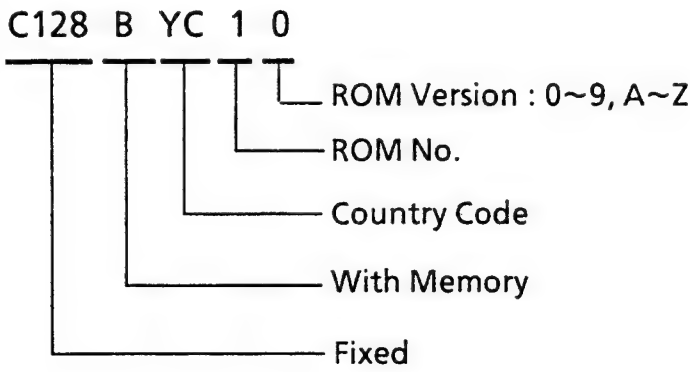 C128 B YC 1 0
ROM Version : 0~9, A~Z
ROM No.
Country Code
With Memory
Fixed